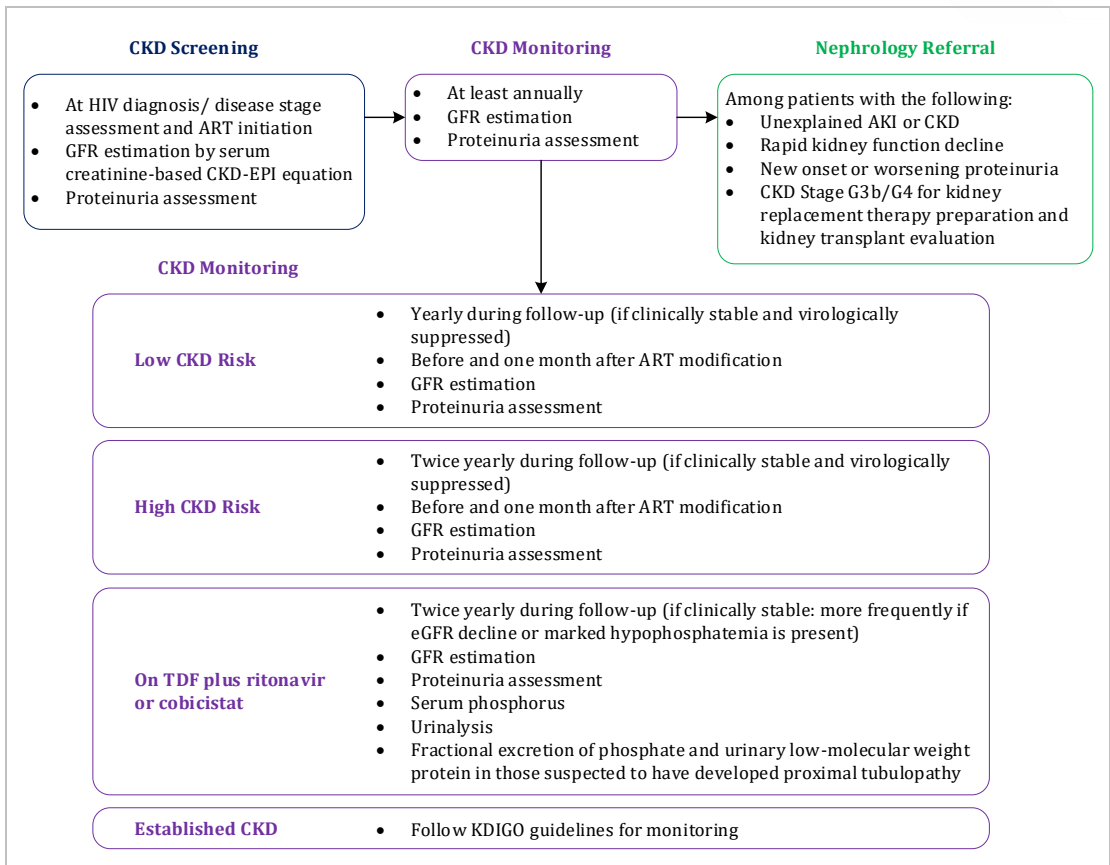 CKD Screening
• At HIV diagnosis/ disease stage
assessment and ART initiation
• GFR estimation by serum
creatinine-based CKD-EPI equation
• Proteinuria assessment
CKD Monitoring
• At least annually
• GFR estimation
• Proteinuria assessment
Nephrology Referral
Among patients with the following:
• Unexplained AKI or CKD
• Rapid kidney function decline
• New onset or worsening proteinuria
• CKD Stage G3b/G4 for kidney
replacement therapy preparation and
kidney transplant evaluation
CKD Monitoring
Low CKD Risk
• Yearly during follow-up (if clinically stable and virologically
suppressed)
• Before and one month after ART modification
• GFR estimation
• Proteinuria assessment
High CKD Risk
• Twice yearly during follow-up (if clinically stable and virologically
suppressed)
• Before and one month after ART modification
• GFR estimation
• Proteinuria assessment
On TDF plus ritonavir
or cobicistat
• Twice yearly during follow-up (if clinically stable: more frequently if
eGFR decline or marked hypophosphatemia is present)
• GFR estimation
• Proteinuria assessment
• Serum phosphorus
• Urinalysis
• Fractional excretion of phosphate and urinary low-molecular weight
protein in those suspected to have developed proximal tubulopathy
Established CKD
• Follow KDIGO guidelines for monitoring